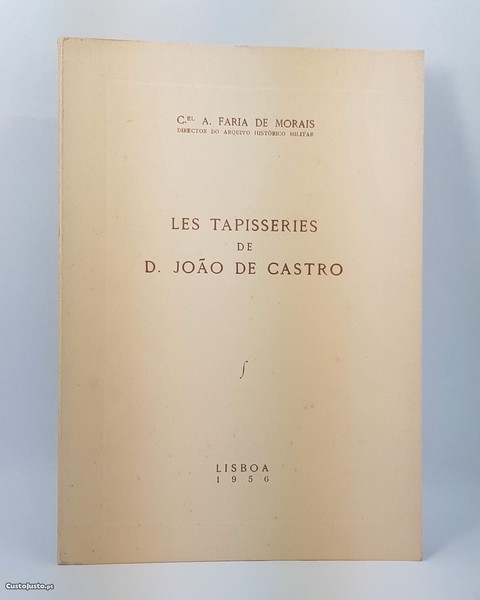 C.EL A. FARIA DE MORAIS
DIRECTOR DO ARQUIVO HISTÓRICO MILITAR
LES TAPISSERIES
DE
D. JOÃO DE CASTRO
∫
LISBOA
1956
CustoJusto.pt